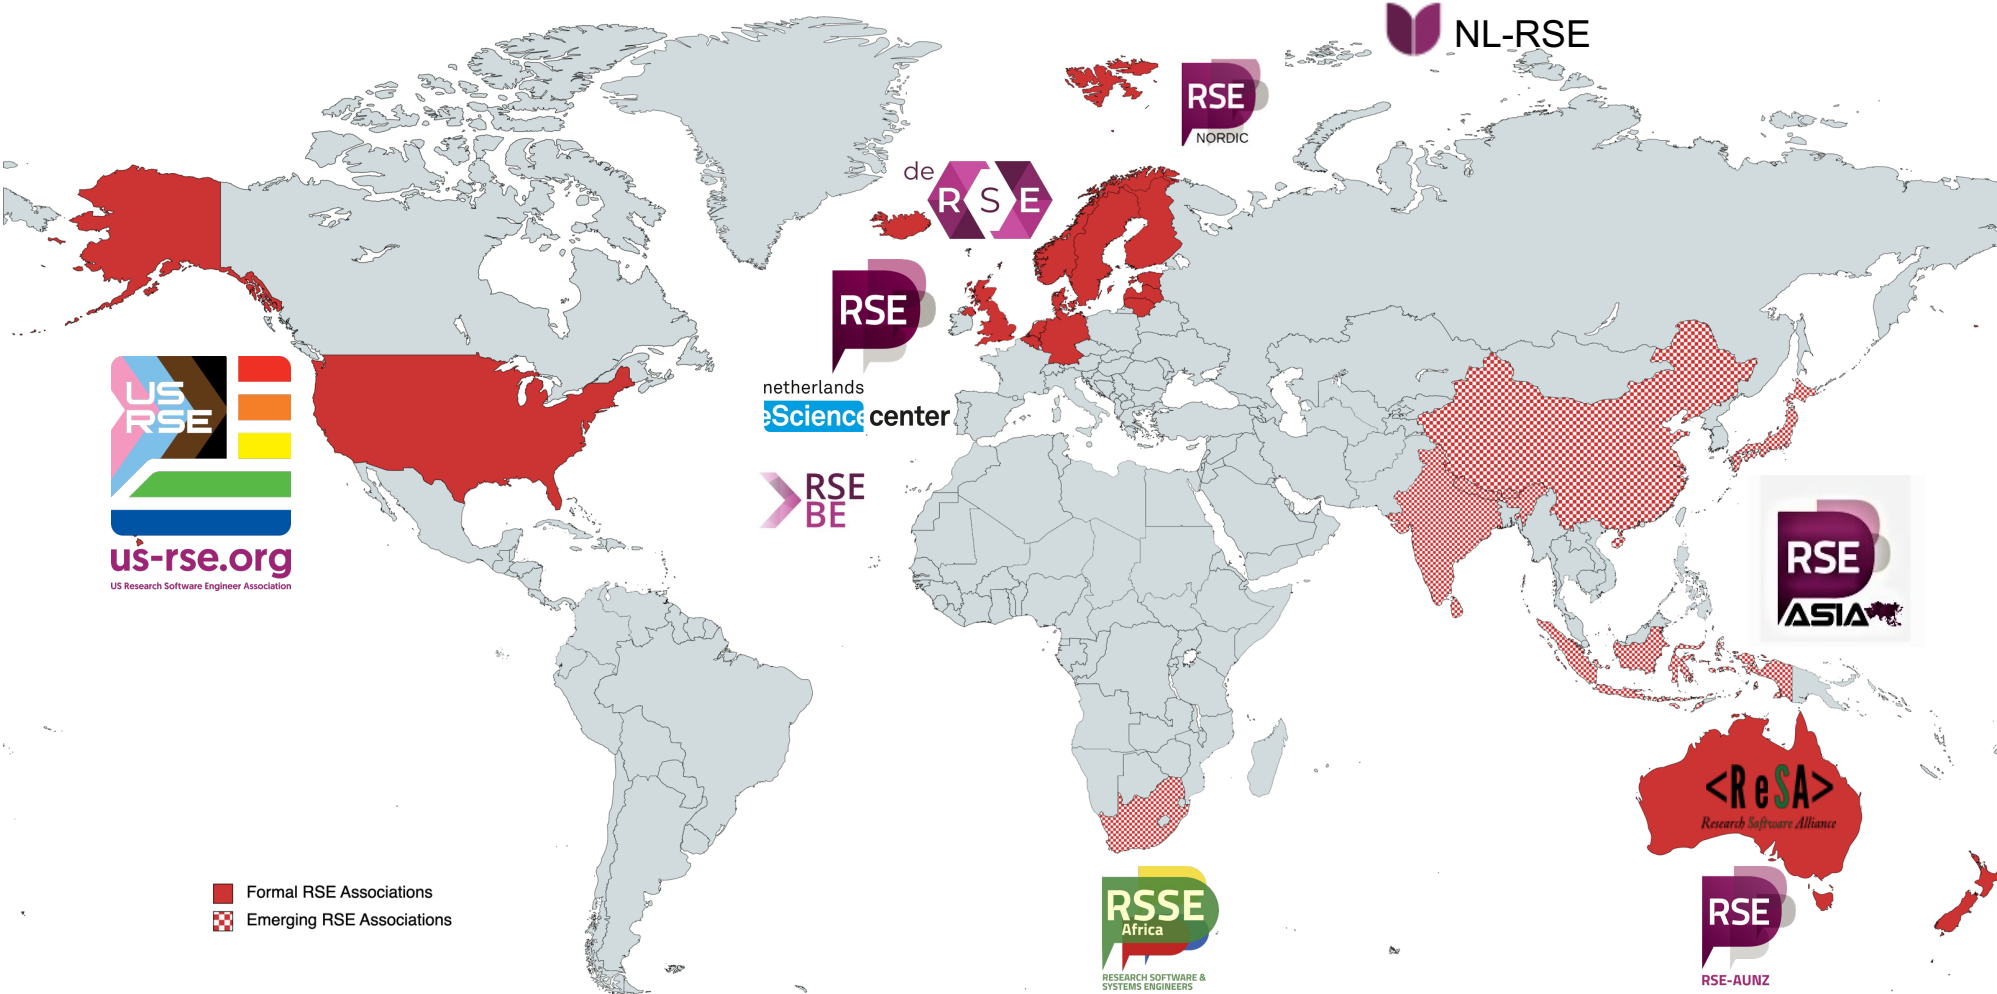 NL-RSE
RSE
NORDIC
de
R S E
RSE
netherlands
eScience center
US
RSE
us-rse.org
US Research Software Engineer Association
RSE
BE
RSE
ASIA
<ReSA>
Research Software Alliance
Formal RSE Associations
Emerging RSE Associations
RSSE
Africa
RESEARCH SOFTWARE &
SYSTEMS ENGINEERS
RSE
RSE-AUNZ